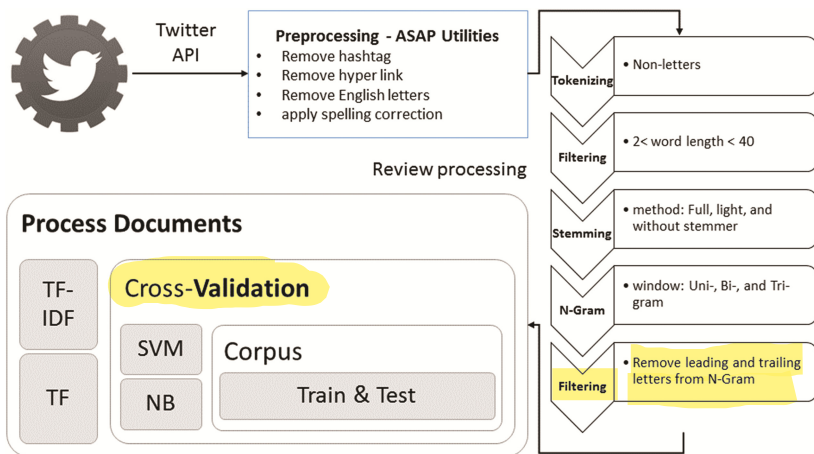 Twitter
API
Preprocessing - ASAP Utilities
• Remove hashtag
• Remove hyper link
• Remove English letters
• apply spelling correction
Tokenizing
• Non-letters
Filtering
• 2< word length < 40
Review processing
Stemming
• method: Full, light, and
without stemmer
N-Gram
• window: Uni-, Bi-, and Tri-
gram
Filtering
• Remove leading and trailing
letters from N-Gram
Process Documents
TF-
IDF
TF
Cross-Validation
SVM
NB
Corpus
Train & Test